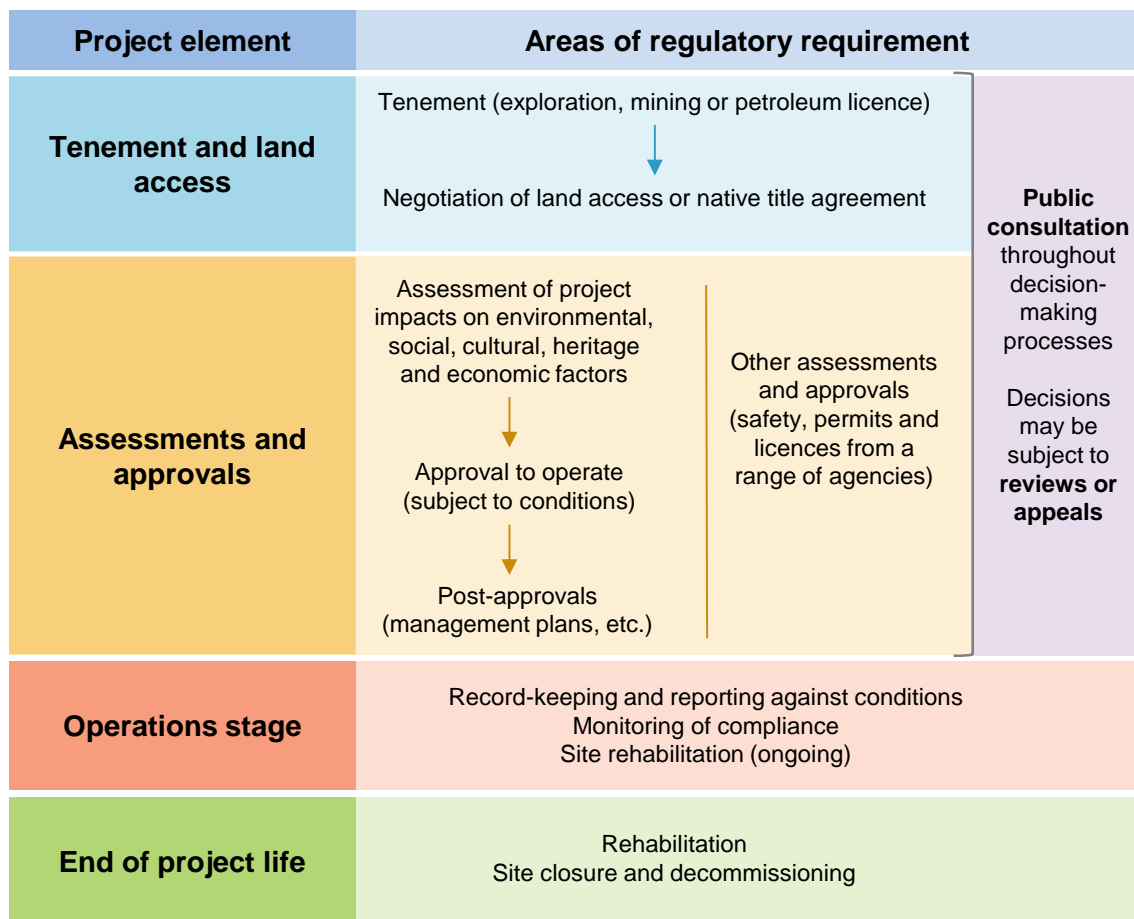 Project element
Areas of regulatory requirement
Tenement and land
access
Tenement (exploration, mining or petroleum licence)
Negotiation of land access or native title agreement
Assessments and
approvals
Assessment of project
impacts on environmental,
social, cultural, heritage
and economic factors
Approval to operate
(subject to conditions)
Post-approvals
(management plans, etc.)
Other assessments
and approvals
(safety, permits and
licences from a
range of agencies)
Public
consultation
throughout
decision-
making
processes
Decisions
may be
subject to
reviews or
appeals
Operations stage
Record-keeping and reporting against conditions
Monitoring of compliance
Site rehabilitation (ongoing)
End of project life
Rehabilitation
Site closure and decommissioning